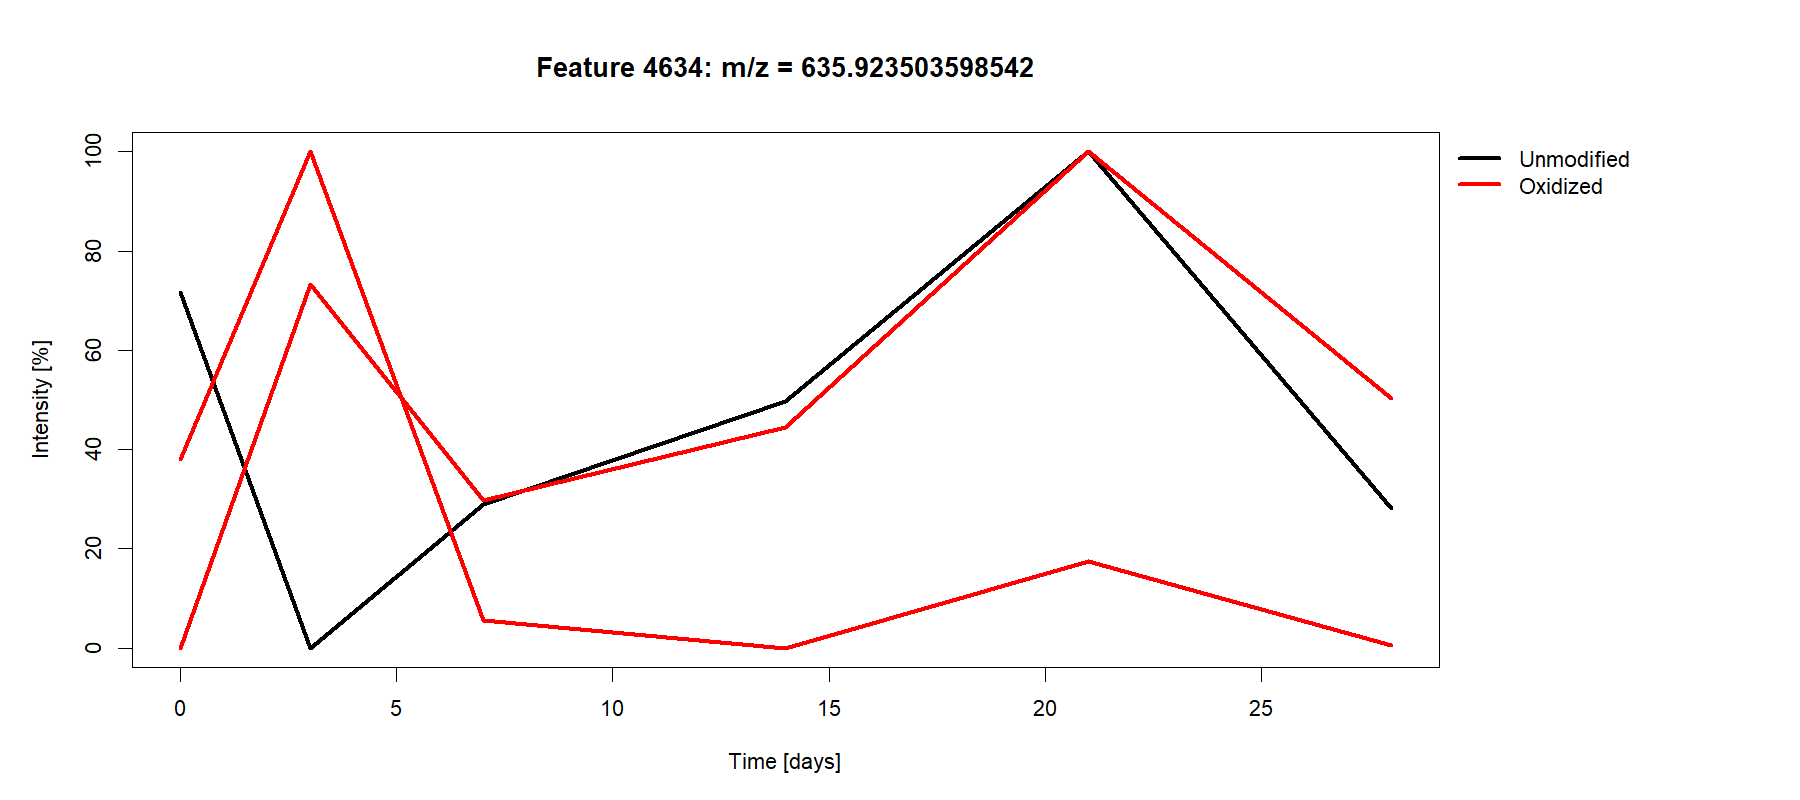 Feature 4634: m/z = 635.923503598542
Unmodified
Oxidized
Intensity [%]
100
80
60
40
20
0
0 5 10 15 20 25
Time [days]